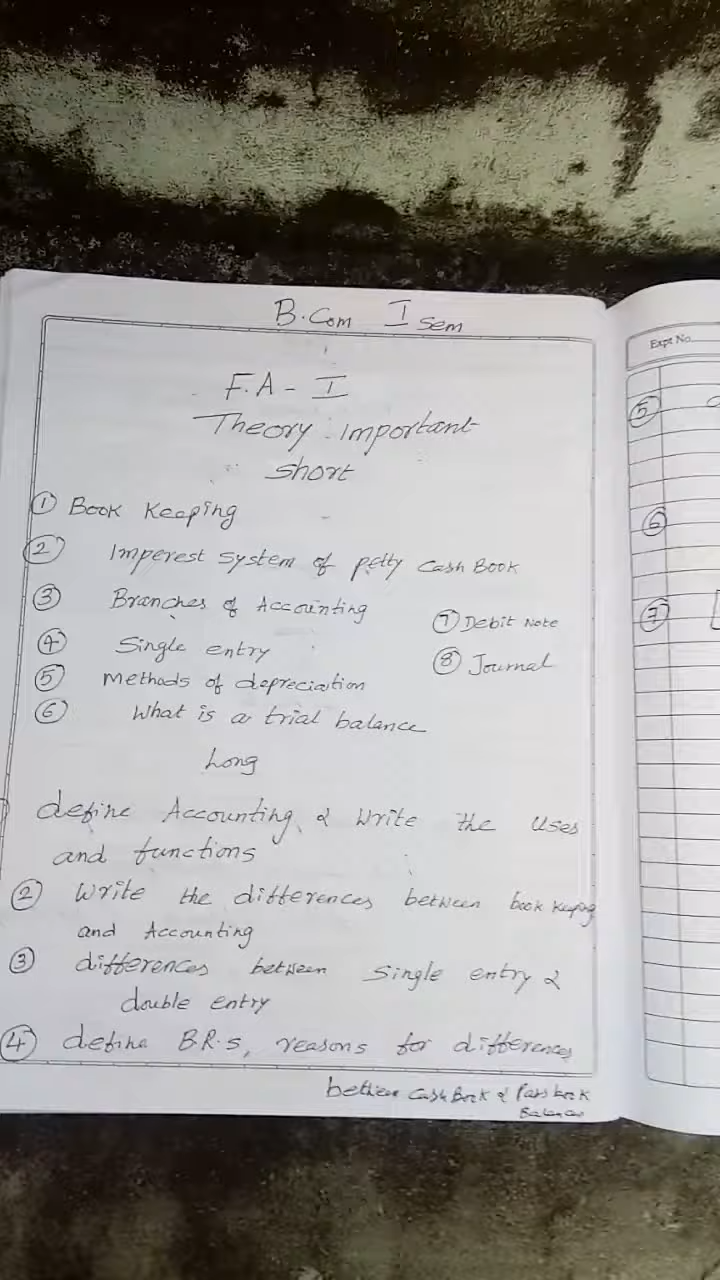 B.Com I Sem
F.A - I
Theory important
short
① Book Keeping
② Imperest system of petty cash Book
③ Branches of Accounting
④ Single entry
⑤ Methods of depreciation
⑥ What is a trial balance
⑦ Debit Note
⑧ Journal
Long
define Accounting & Write the Uses
and functions
② Write the differences between book keeping
and Accounting
③ differences between Single entry &
double entry
④ define B.R.S, reasons for differences
between Cash Book & Pass book
Balances
Expt No.
⑤
⑥
⑦